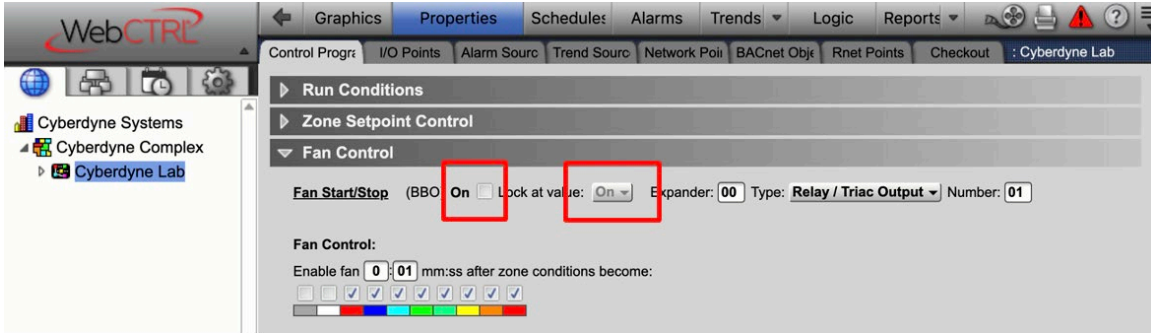 WebCTRL®
Graphics Properties Schedules Alarms Trends Logic Reports
Control Progra I/O Points Alarm Sourc Trend Sourc Network Poin BACnet Obje Rnet Points Checkout : Cyberdyne Lab
Run Conditions
Cyberdyne Systems
Zone Setpoint Control
Cyberdyne Complex
Fan Control
Cyberdyne Lab
Fan Start/Stop (BBO) On Lock at value: On Expander: 00 Type: Relay / Triac Output Number: 01
Fan Control:
Enable fan 0 : 01 mm:ss after zone conditions become: